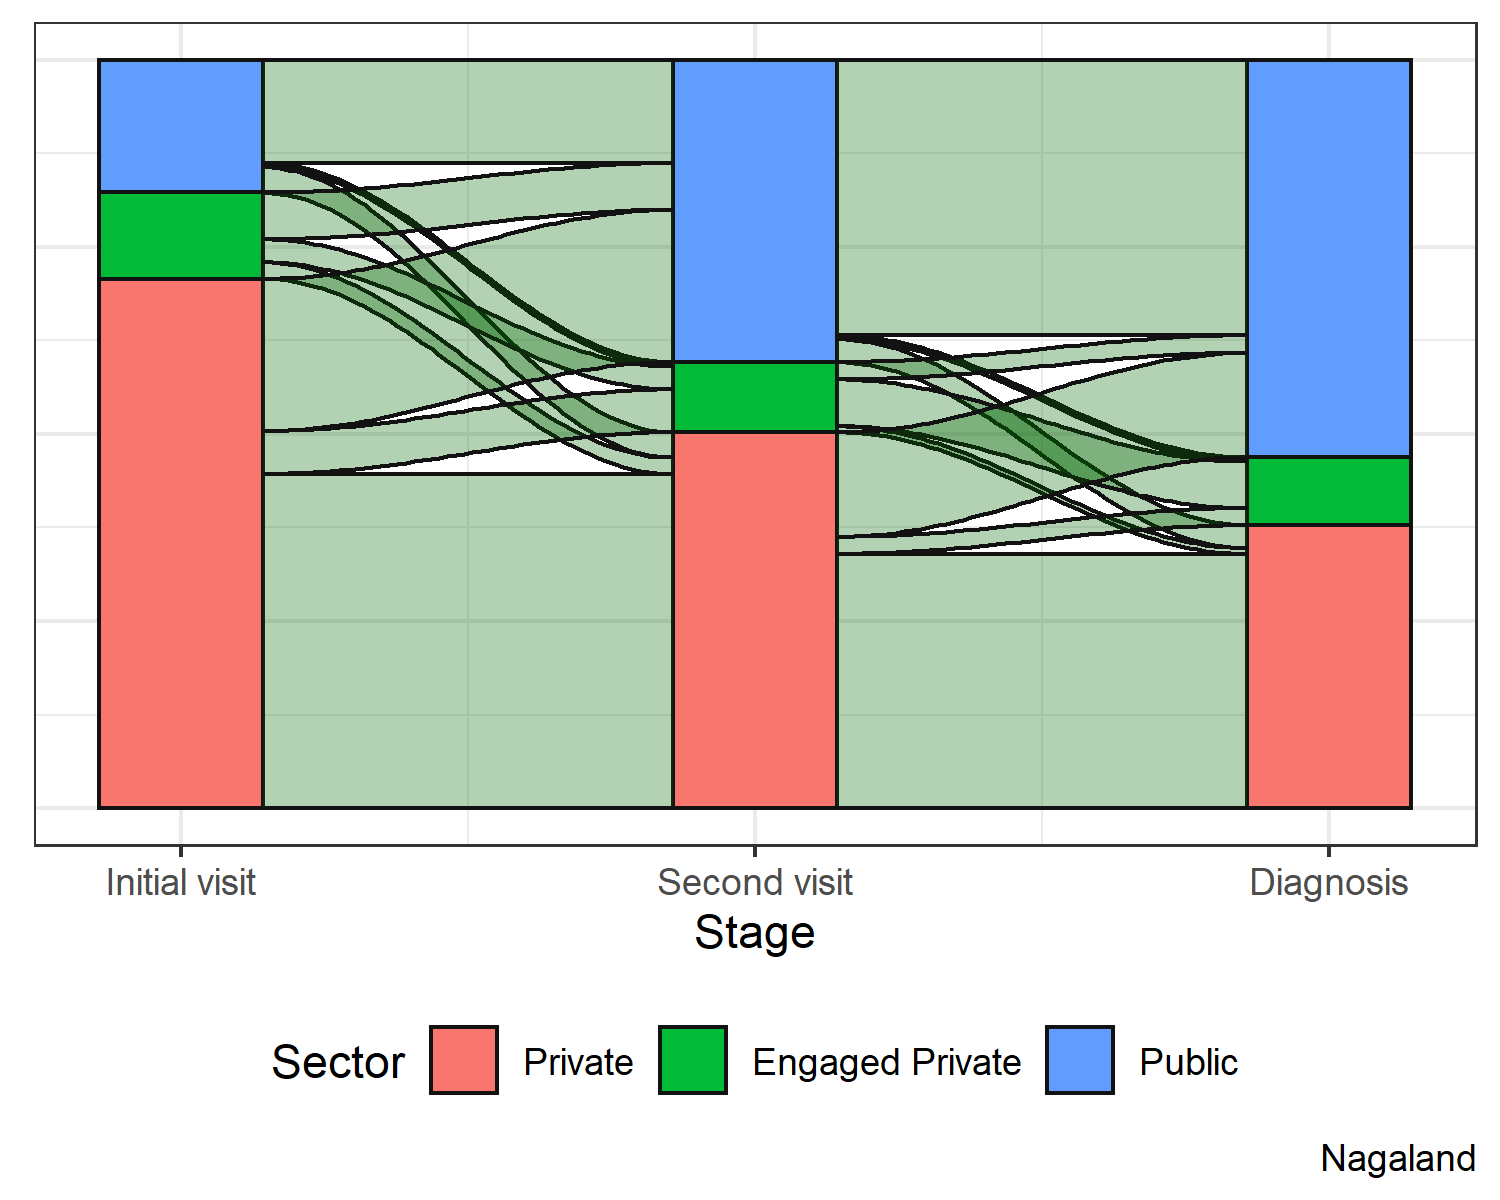 Initial visit Second visit Diagnosis
Stage
Sector Private Engaged Private Public
Nagaland